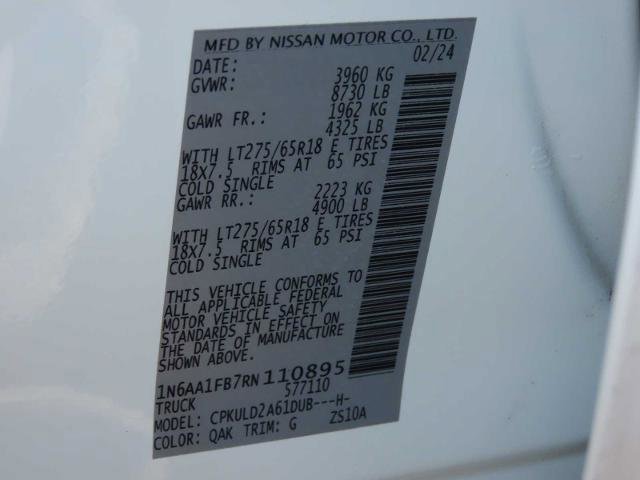 MFD BY NISSAN MOTOR CO., LTD.
DATE: 02/24
GVWR: 3960 KG
8730 LB
GAWR FR.: 1962 KG
4325 LB
WITH LT275/65R18 E TIRES
18x7.5 RIMS AT 65 PSI
COLD SINGLE
GAWR RR.: 2223 KG
4900 LB
WITH LT275/65R18 E TIRES
18x7.5 RIMS AT 65 PSI
COLD SINGLE
THIS VEHICLE CONFORMS TO
ALL APPLICABLE FEDERAL
MOTOR VEHICLE SAFETY
STANDARDS IN EFFECT ON
THE DATE OF MANUFACTURE
SHOWN ABOVE.
1N6AA1FB7RN110895
TRUCK 577110
MODEL: CPKULD2A61DUB---H-
COLOR: QAK TRIM: G ZS10A